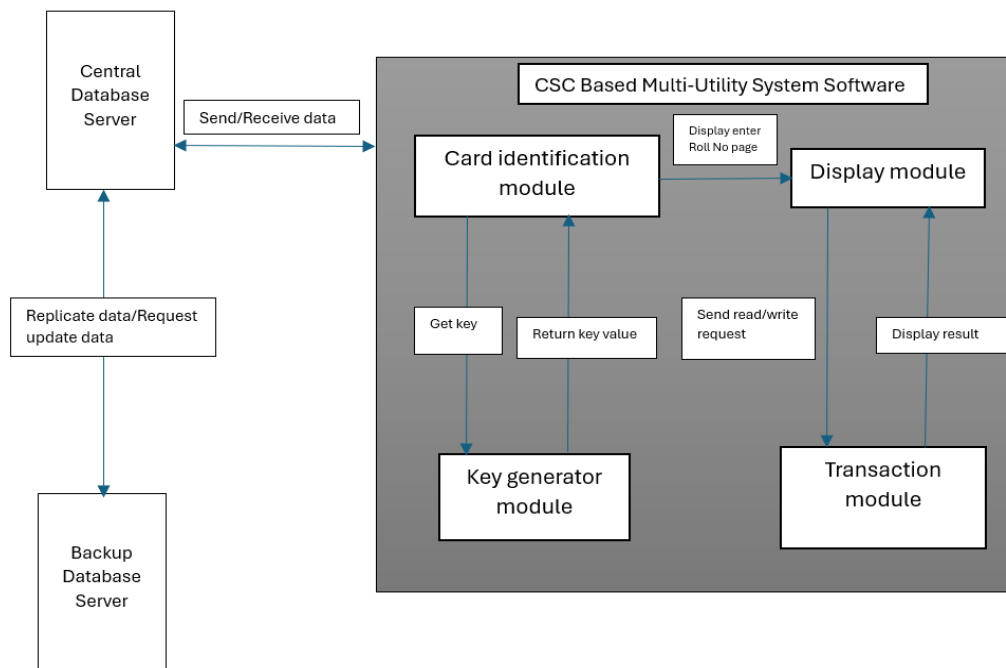 Central
Database
Server
Send/Receive data
Replicate data/Request
update data
Backup
Database
Server
CSC Based Multi-Utility System Software
Card identification
module
Display enter
Roll No page
Display module
Get key
Return key value
Send read/write
request
Display result
Key generator
module
Transaction
module